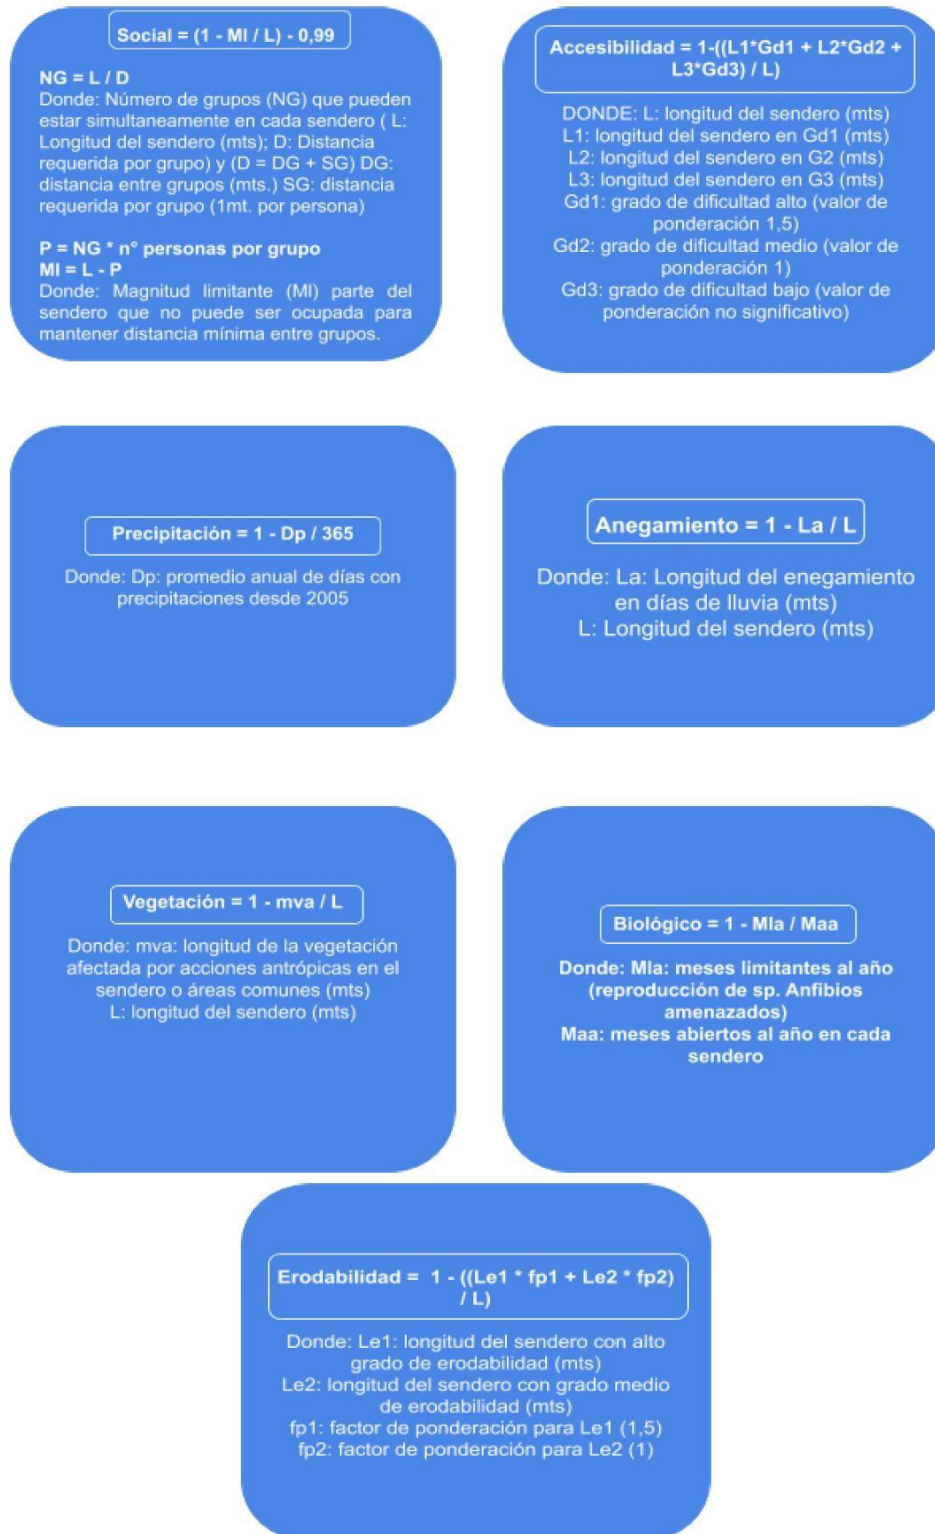 Social = (1 - MI / L) - 0,99
NG = L / D
Donde: Número de grupos (NG) que pueden
estar simultaneamente en cada sendero ( L:
Longitud del sendero (mts); D: Distancia
requerida por grupo) y (D = DG + SG) DG:
distancia entre grupos (mts.) SG: distancia
requerida por grupo (1mt. por persona)
P = NG * n° personas por grupo
MI = L - P
Donde: Magnitud limitante (MI) parte del
sendero que no puede ser ocupada para
mantener distancia mínima entre grupos.
Accesibilidad = 1-((L1*Gd1 + L2*Gd2 +
L3*Gd3) / L)
DONDE: L: longitud del sendero (mts)
L1: longitud del sendero en Gd1 (mts)
L2: longitud del sendero en G2 (mts)
L3: longitud del sendero en G3 (mts)
Gd1: grado de dificultad alto (valor de
ponderación 1,5)
Gd2: grado de dificultad medio (valor de
ponderación 1)
Gd3: grado de dificultad bajo (valor de
ponderación no significativo)
Precipitación = 1 - Dp / 365
Donde: Dp: promedio anual de días con
precipitaciones desde 2005
Anegamiento = 1 - La / L
Donde: La: Longitud del enegamiento
en días de lluvia (mts)
L: Longitud del sendero (mts)
Vegetación = 1 - mva / L
Donde: mva: longitud de la vegetación
afectada por acciones antrópicas en el
sendero o áreas comunes (mts)
L: longitud del sendero (mts)
Biológico = 1 - Mla / Maa
Donde: Mla: meses limitantes al año
(reproducción de sp. Anfibios
amenazados)
Maa: meses abiertos al año en cada
sendero
Erodabilidad = 1 - ((Le1 * fp1 + Le2 * fp2)
/ L)
Donde: Le1: longitud del sendero con alto
grado de erodabilidad (mts)
Le2: longitud del sendero con grado medio
de erodabilidad (mts)
fp1: factor de ponderación para Le1 (1,5)
fp2: factor de ponderación para Le2 (1)